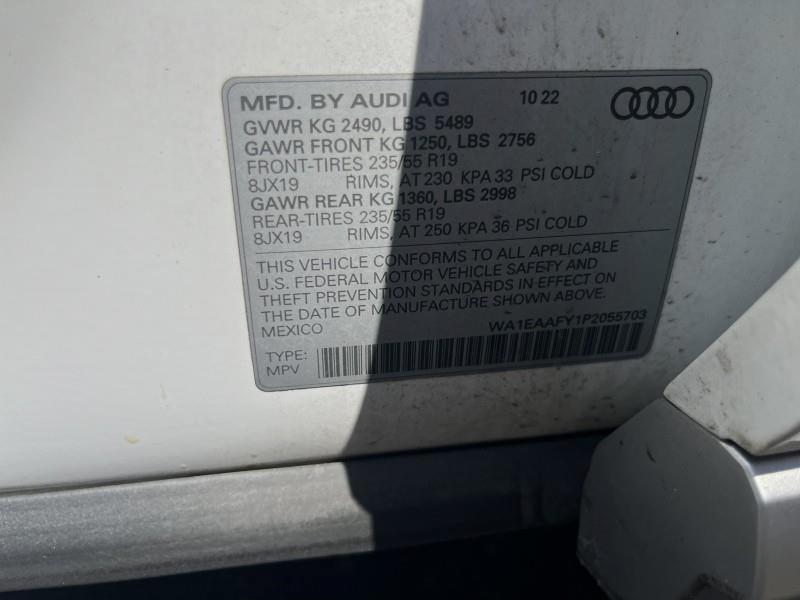 MFD. BY AUDI AG 10 22
GVWR KG 2490, LBS 5489
GAWR FRONT KG 1250, LBS 2756
FRONT-TIRES 235/55 R19
8JX19 RIMS, AT 230 KPA 33 PSI COLD
GAWR REAR KG 1360, LBS 2998
REAR-TIRES 235/55 R19
8JX19 RIMS, AT 250 KPA 36 PSI COLD
THIS VEHICLE CONFORMS TO ALL APPLICABLE
U.S. FEDERAL MOTOR VEHICLE SAFETY AND
THEFT PREVENTION STANDARDS IN EFFECT ON
THE DATE OF MANUFACTURE SHOWN ABOVE.
MEXICO WA1EAAFY1P2055703
TYPE:
MPV